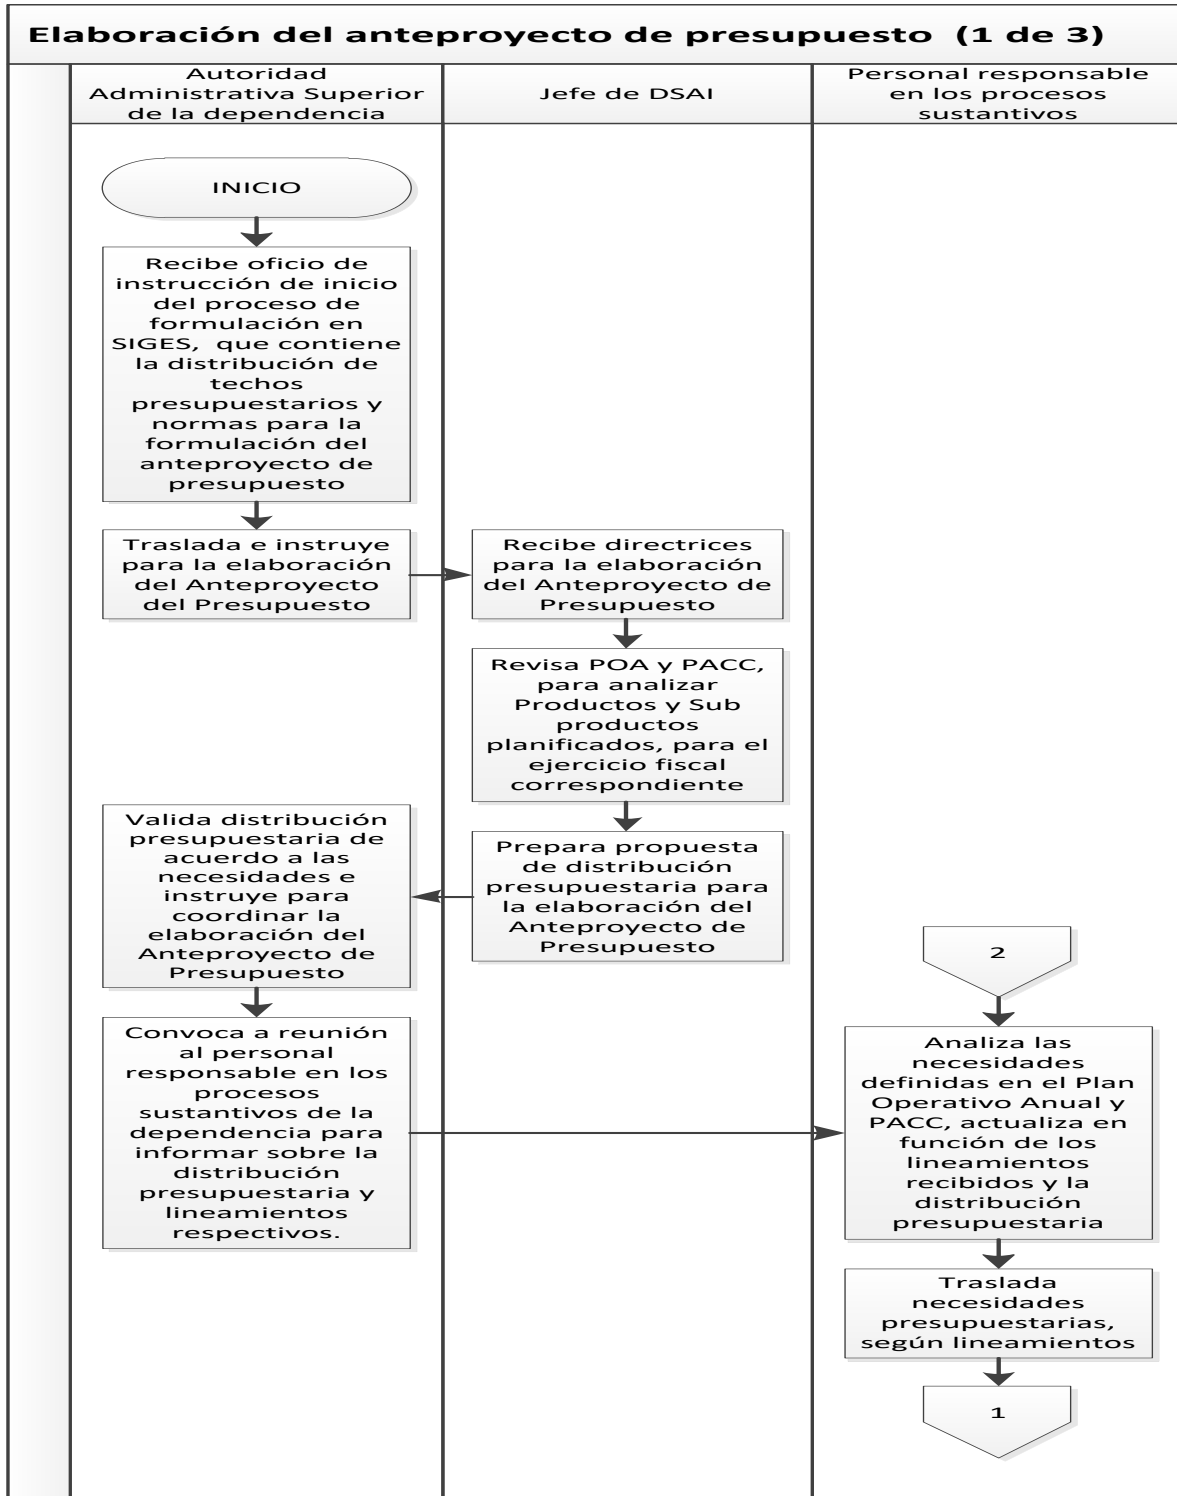 Elaboración del anteproyecto de presupuesto (1 de 3)
Autoridad
Administrativa Superior
de la dependencia
Jefe de DSAI
Personal responsable
en los procesos
sustantivos
INICIO
Recibe oficio de
instrucción de inicio
del proceso de
formulación en
SIGES, que contiene
la distribución de
techos
presupuestarios y
normas para la
formulación del
anteproyecto de
presupuesto
Traslada e instruye
para la elaboración
del Anteproyecto
del Presupuesto
Recibe directrices
para la elaboración
del Anteproyecto de
Presupuesto
Revisa POA y PACC,
para analizar
Productos y Sub
productos
planificados, para el
ejercicio fiscal
correspondiente
Prepara propuesta
de distribución
presupuestaria para
la elaboración del
Anteproyecto de
Presupuesto
Valida distribución
presupuestaria de
acuerdo a las
necesidades e
instruye para
coordinar la
elaboración del
Anteproyecto de
Presupuesto
Convoca a reunión
al personal
responsable en los
procesos
sustantivos de la
dependencia para
informar sobre la
distribución
presupuestaria y
lineamientos
respectivos.
2
Analiza las
necesidades
definidas en el Plan
Operativo Anual y
PACC, actualiza en
función de los
lineamientos
recibidos y la
distribución
presupuestaria
Traslada
necesidades
presupuestarias,
según lineamientos
1